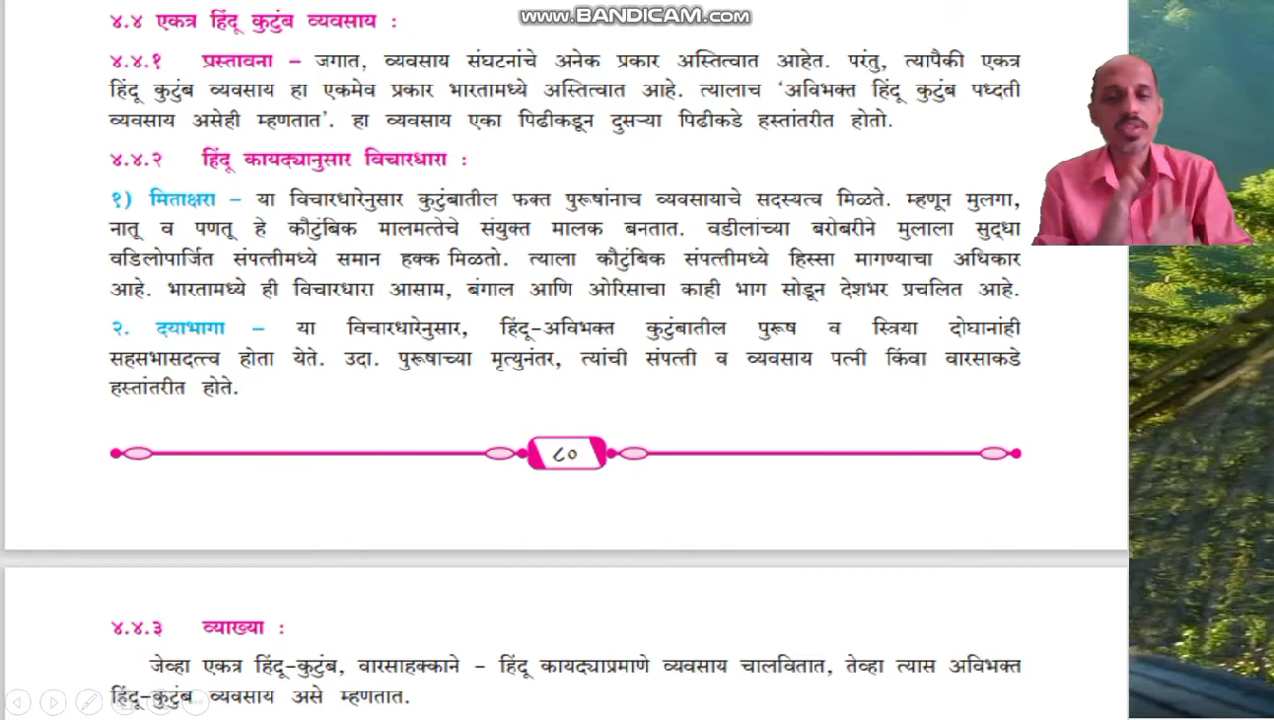 www.BANDICAM.com
४.४ एकत्र हिंदू कुटुंब व्यवसाय :
४.४.१ प्रस्तावना – जगात, व्यवसाय संघटनांचे अनेक प्रकार अस्तित्वात आहेत. परंतु, त्यापैकी एकत्र
हिंदू कुटुंब व्यवसाय हा एकमेव प्रकार भारतामध्ये अस्तित्वात आहे. त्यालाच ‘अविभक्त हिंदू कुटुंब पध्दती
व्यवसाय असेही म्हणतात’. हा व्यवसाय एका पिढीकडून दुसऱ्या पिढीकडे हस्तांतरीत होतो.
४.४.२ हिंदू कायद्यानुसार विचारधारा :
१) मिताक्षरा – या विचारधारेनुसार कुटुंबातील फक्त पुरूषांनाच व्यवसायाचे सदस्यत्व मिळते. म्हणून मुलगा,
नातू व पणतू हे कौटुंबिक मालमत्तेचे संयुक्त मालक बनतात. वडीलांच्या बरोबरीने मुलाला सुद्धा
वडिलोपार्जित संपत्तीमध्ये समान हक्क मिळतो. त्याला कौटुंबिक संपत्तीमध्ये हिस्सा मागण्याचा अधिकार
आहे. भारतामध्ये ही विचारधारा आसाम, बंगाल आणि ओरिसाचा काही भाग सोडून देशभर प्रचलित आहे.
२. दयाभागा – या विचारधारेनुसार, हिंदू-अविभक्त कुटुंबातील पुरूष व स्त्रिया दोघानांही
सहसभासदत्त्व होता येते. उदा. पुरूषाच्या मृत्युनंतर, त्यांची संपत्ती व व्यवसाय पत्नी किंवा वारसाकडे
हस्तांतरीत होते.
८०
४.४.३ व्याख्या :
जेव्हा एकत्र हिंदू-कुटुंब, वारसाहक्काने – हिंदू कायद्याप्रमाणे व्यवसाय चालवितात, तेव्हा त्यास अविभक्त
हिंदू-कुटुंब व्यवसाय असे म्हणतात.